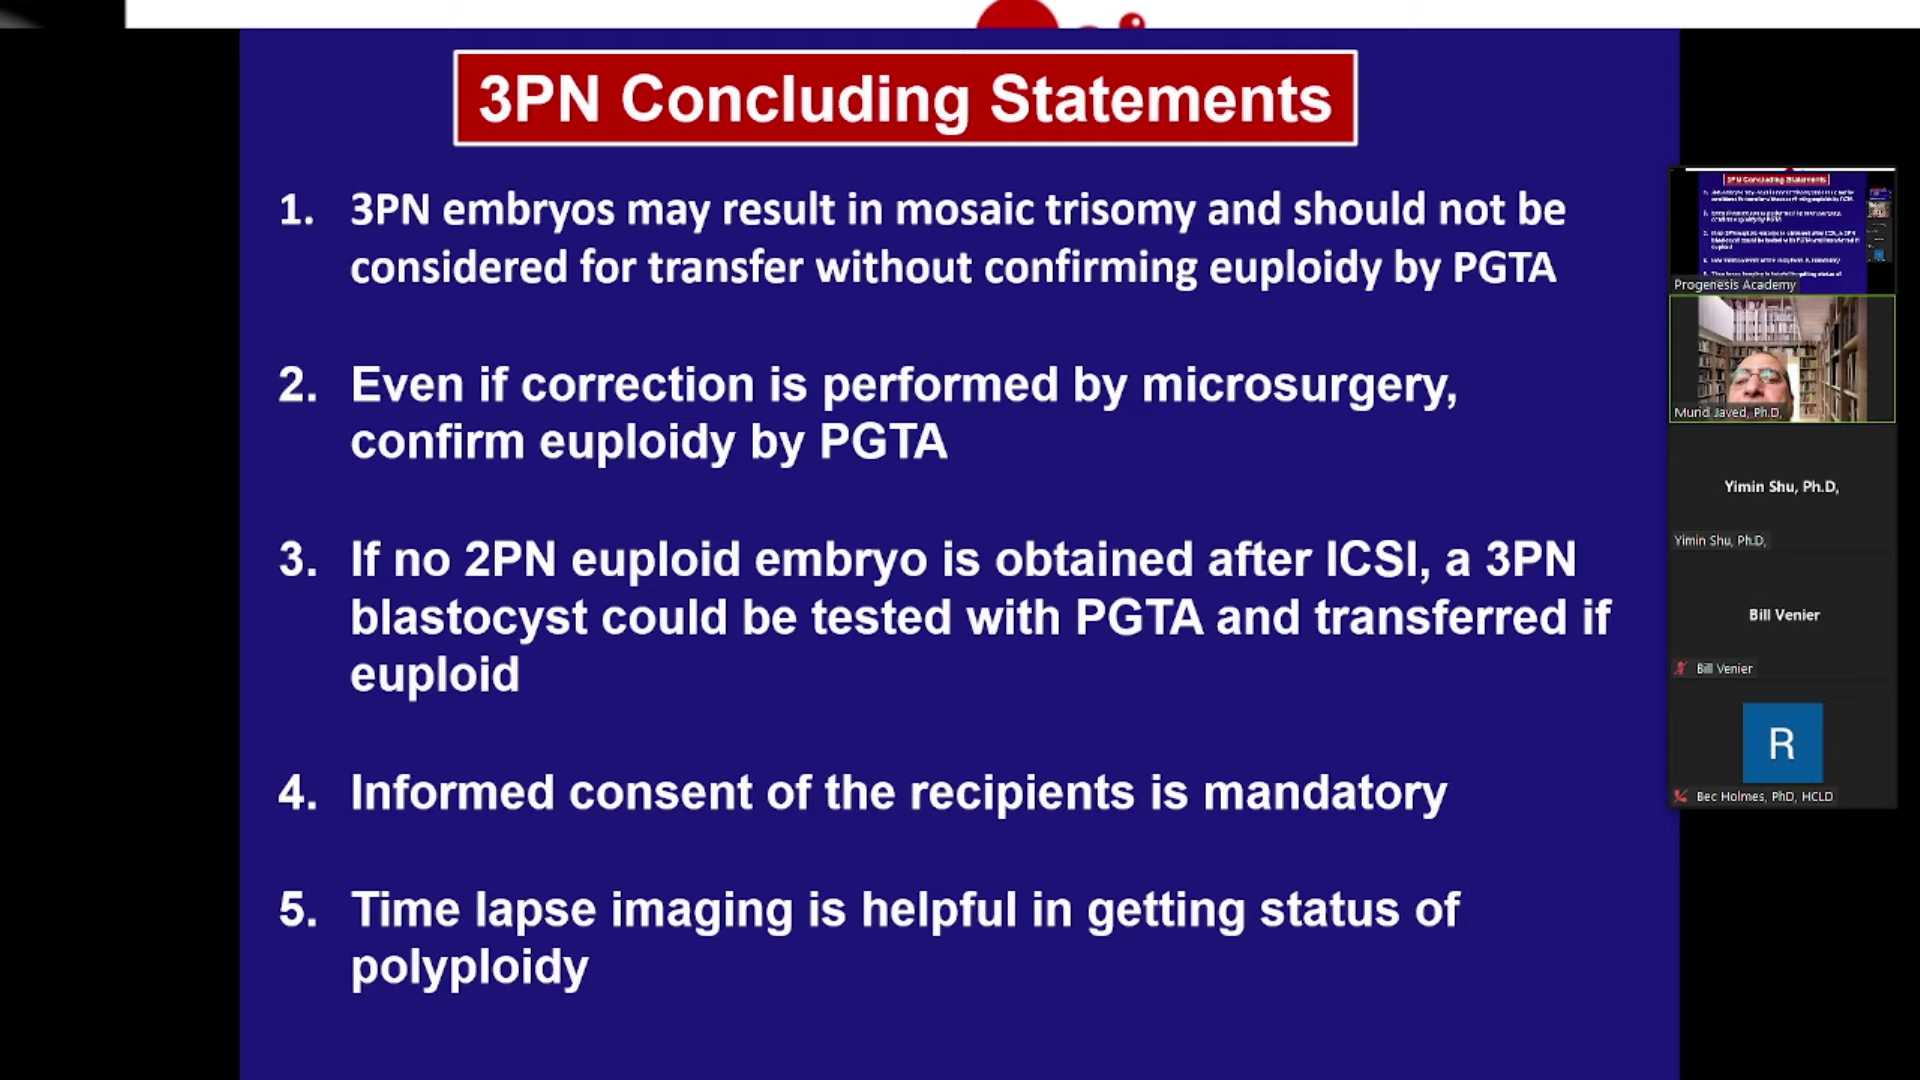 3PN Concluding Statements
1. 3PN embryos may result in mosaic trisomy and should not be
considered for transfer without confirming euploidy by PGTA
2. Even if correction is performed by microsurgery,
confirm euploidy by PGTA
3. If no 2PN euploid embryo is obtained after ICSI, a 3PN
blastocyst could be tested with PGTA and transferred if
euploid
4. Informed consent of the recipients is mandatory
5. Time lapse imaging is helpful in getting status of
polyploidy
3PN Concluding Statements
Progenesis Academy
Murid Javed, Ph.D,
Yimin Shu, Ph.D,
Yimin Shu, Ph.D,
Bill Venier
Bill Venier
R
Bec Holmes, PhD, HCLD